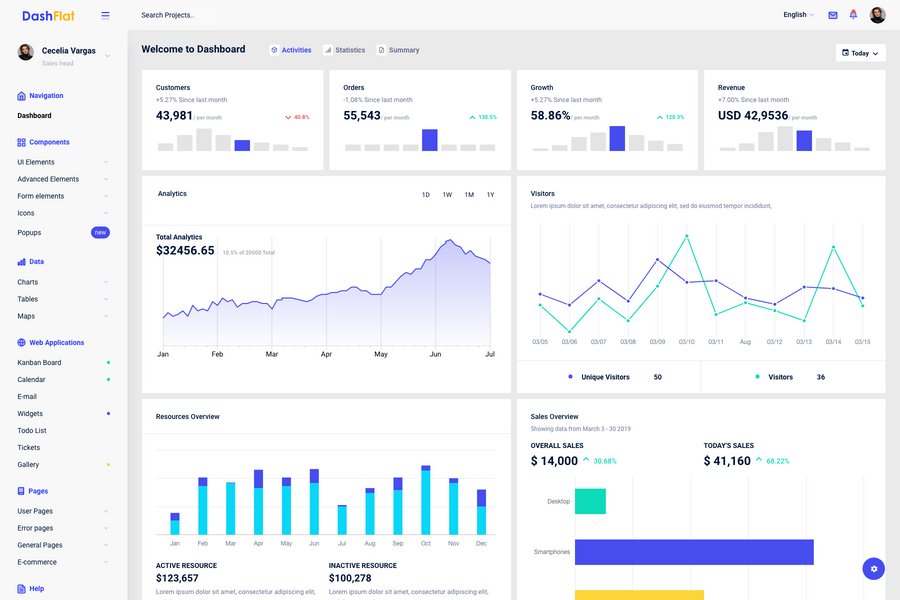 DashFlat
Search Projects..
English
Cecelia Vargas
Sales head
Navigation
Dashboard
Components
UI Elements
Advanced Elements
Form elements
Icons
Popups
new
Data
Charts
Tables
Maps
Web Applications
Kanban Board
Calendar
E-mail
Widgets
Todo List
Tickets
Gallery
Pages
User Pages
Error pages
General Pages
E-commerce
Help
Welcome to Dashboard
Activities
Statistics
Summary
Today
Customers
+5.27% Since last month
43,981/ per month
40.8%
Orders
-1.08% Since last month
55,543/ per month
130.5%
Growth
+5.27% Since last month
58.86%/ per month
120.3%
Revenue
+7.00% Since last month
USD 42,9536/ per month
Analytics
1D 1W 1M 1Y
Total Analytics
$32456.65 10.5% of 20000 Total
Jan Feb Mar Apr May Jun Jul
Visitors
Lorem ipsum dolor sit amet, consectetur adipiscing elit, sed do eiusmod tempor incididunt,
03/05 03/06 03/07 03/08 03/09 03/10 03/11 Aug 03/12 03/13 03/14 03/15
Unique Visitors 50
Visitors 36
Resources Overview
Jan Feb Mar Apr May Jun Jul Aug Sep Oct Nov Dec
ACTIVE RESOURCE
$123,657
Lorem ipsum dolor sit amet, consectetur adipiscing elit,
INACTIVE RESOURCE
$100,278
Lorem ipsum dolor sit amet, consectetur adipiscing elit,
Sales Overview
Showing data from March 3 - 30 2019
OVERALL SALES
$ 14,000 30.68%
TODAY'S SALES
$ 41,160 68.22%
Desktop
Smartphones